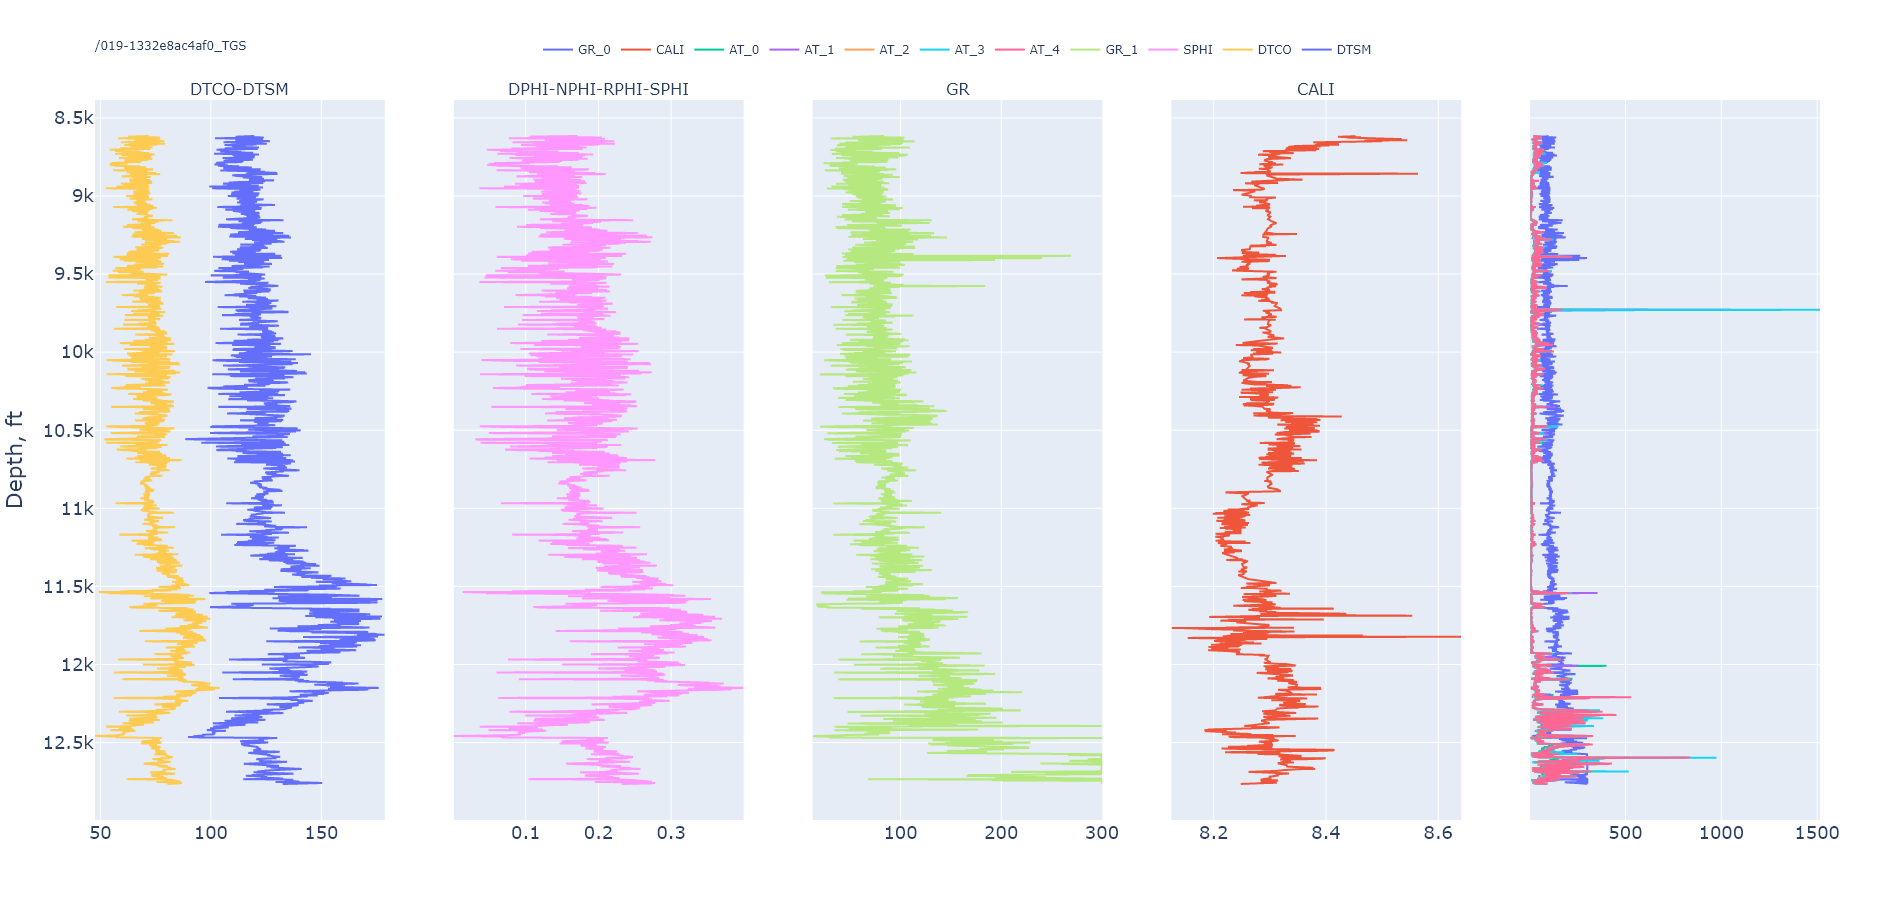 /019-1332e8ac4af0_TGS
GR_0 CALI AT_0 AT_1 AT_2 AT_3 AT_4 GR_1 SPHI DTCO DTSM
DTCO-DTSM DPHI-NPHI-RPHI-SPHI GR CALI
8.5k
9k
9.5k
10k
10.5k
11k
11.5k
12k
12.5k
Depth, ft
50 100 150 0.1 0.2 0.3 100 200 300 8.2 8.4 8.6 500 1000 1500